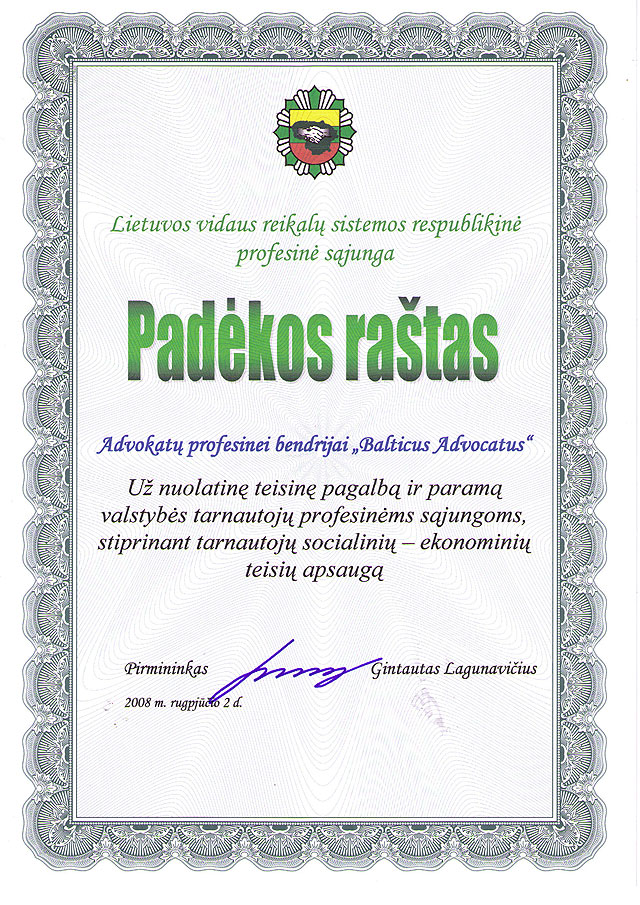 Lietuvos vidaus reikalų sistemos respublikinė
profesinė sąjunga
Padėkos raštas
Advokatų profesinei bendrijai „Balticus Advocatus“
Už nuolatinę teisinę pagalbą ir paramą
valstybės tarnautojų profesinėms sąjungoms,
stiprinant tarnautojų socialinių – ekonominių
teisių apsaugą
Pirmininkas Gintautas Lagunavičius
2008 m. rugpjūčio 2 d.